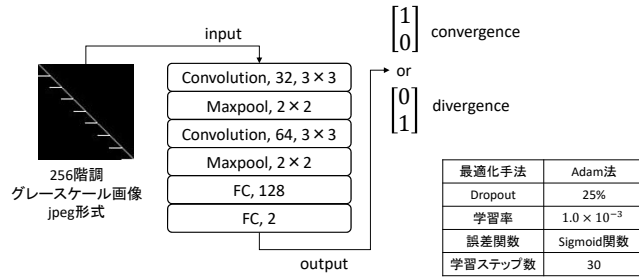 input
Convolution, 32, 3×3
Maxpool, 2×2
Convolution, 64, 3×3
Maxpool, 2×2
FC, 128
FC, 2
output
256階調
グレースケール画像
jpeg形式
[1
0] convergence
or
[0
1] divergence
最適化手法 Adam法
Dropout 25%
学習率 1.0 × 10⁻³
誤差関数 Sigmoid関数
学習ステップ数 30